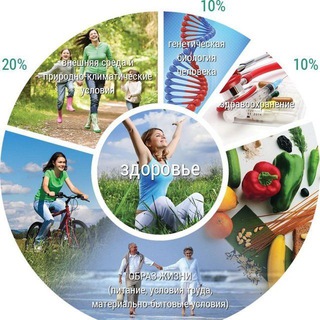 10%
генетическая
биология
человека
20%
внешняя среда и
природно-климатические
условия
10%
здравоохранение
здоровье
ОБРАЗ ЖИЗНИ
(питание, условия труда,
материально-бытовые условия)